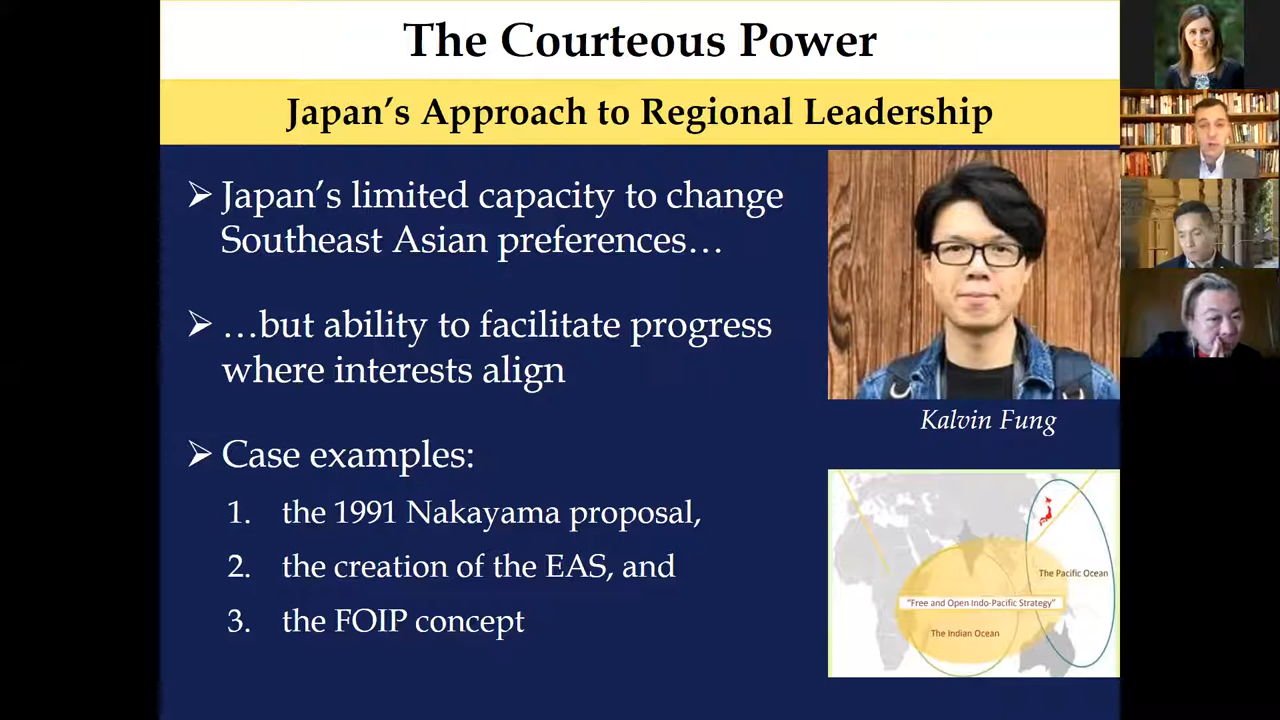 The Courteous Power
Japan’s Approach to Regional Leadership
➢ Japan’s limited capacity to change
Southeast Asian preferences…
➢ …but ability to facilitate progress
where interests align
➢ Case examples:
1. the 1991 Nakayama proposal,
2. the creation of the EAS, and
3. the FOIP concept
Kalvin Fung
The Pacific Ocean
“Free and Open Indo-Pacific Strategy”
The Indian Ocean